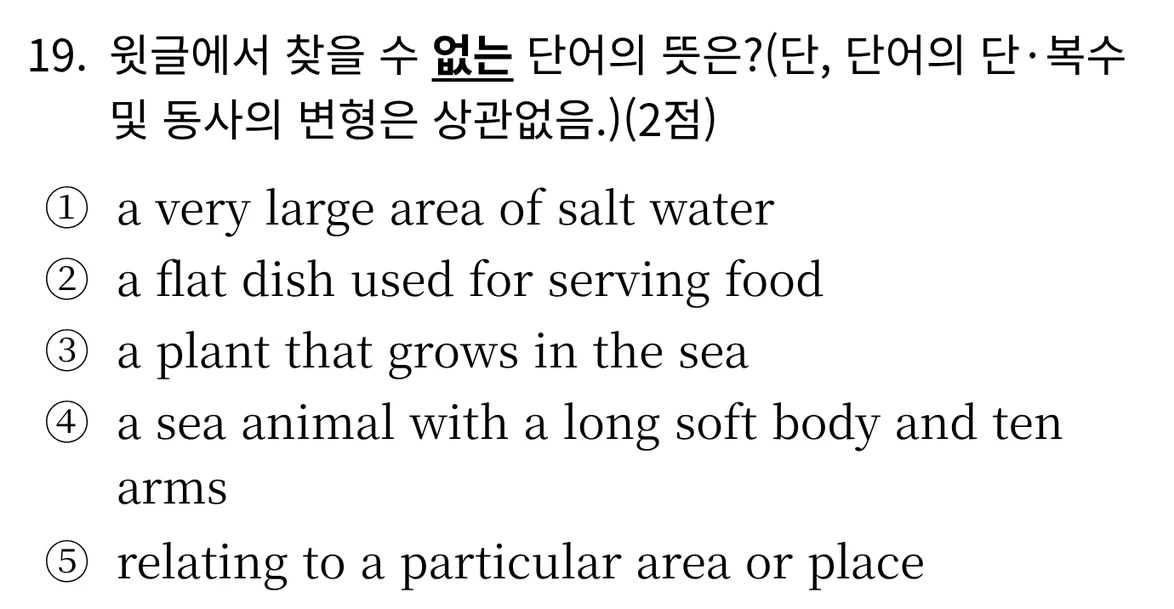 19. 윗글에서 찾을 수 없는 단어의 뜻은?(단, 단어의 단·복수
및 동사의 변형은 상관없음.)(2점)
① a very large area of salt water
② a flat dish used for serving food
③ a plant that grows in the sea
④ a sea animal with a long soft body and ten
arms
⑤ relating to a particular area or place